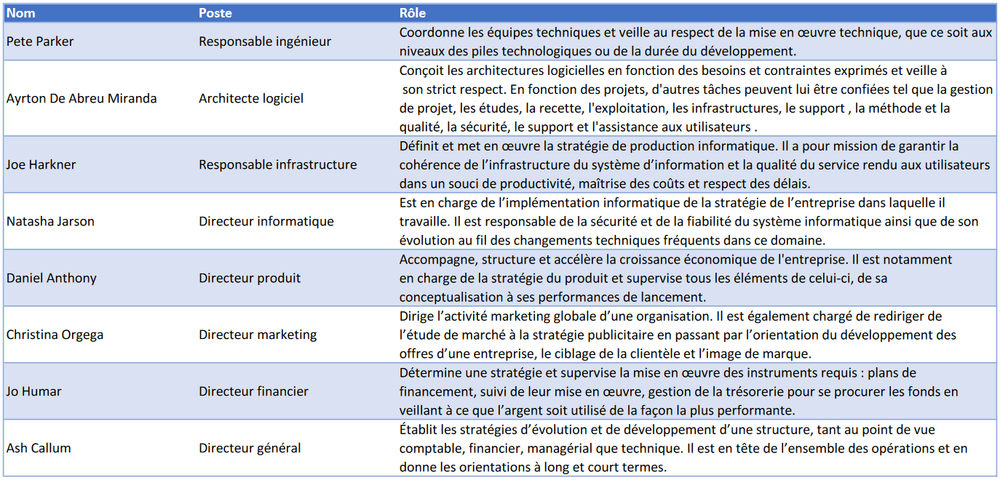 Nom Poste Rôle
Pete Parker Responsable ingénieur Coordonne les équipes techniques et veille au respect de la mise en œuvre technique, que ce soit aux
niveaux des piles technologiques ou de la durée du développement.
Ayrton De Abreu Miranda Architecte logiciel Conçoit les architectures logicielles en fonction des besoins et contraintes exprimés et veille à
son strict respect. En fonction des projets, d'autres tâches peuvent lui être confiées tel que la gestion
de projet, les études, la recette, l'exploitation, les infrastructures, le support , la méthode et la
qualité, la sécurité, le support et l'assistance aux utilisateurs .
Joe Harkner Responsable infrastructure Définit et met en œuvre la stratégie de production informatique. Il a pour mission de garantir la
cohérence de l’infrastructure du système d’information et la qualité du service rendu aux utilisateurs
dans un souci de productivité, maîtrise des coûts et respect des délais.
Natasha Jarson Directeur informatique Est en charge de l’implémentation informatique de la stratégie de l’entreprise dans laquelle il
travaille. Il est responsable de la sécurité et de la fiabilité du système informatique ainsi que de son
évolution au fil des changements techniques fréquents dans ce domaine.
Daniel Anthony Directeur produit Accompagne, structure et accélère la croissance économique de l'entreprise. Il est notamment
en charge de la stratégie du produit et supervise tous les éléments de celui-ci, de sa
conceptualisation à ses performances de lancement.
Christina Orgega Directeur marketing Dirige l’activité marketing globale d’une organisation. Il est également chargé de rediriger de
l’étude de marché à la stratégie publicitaire en passant par l’orientation du développement des
offres d’une entreprise, le ciblage de la clientèle et l’image de marque.
Jo Humar Directeur financier Détermine une stratégie et supervise la mise en œuvre des instruments requis : plans de
financement, suivi de leur mise en œuvre, gestion de la trésorerie pour se procurer les fonds en
veillant à ce que l’argent soit utilisé de la façon la plus performante.
Ash Callum Directeur général Établit les stratégies d’évolution et de développement d’une structure, tant au point de vue
comptable, financier, managérial que technique. Il est en tête de l’ensemble des opérations et en
donne les orientations à long et court termes.